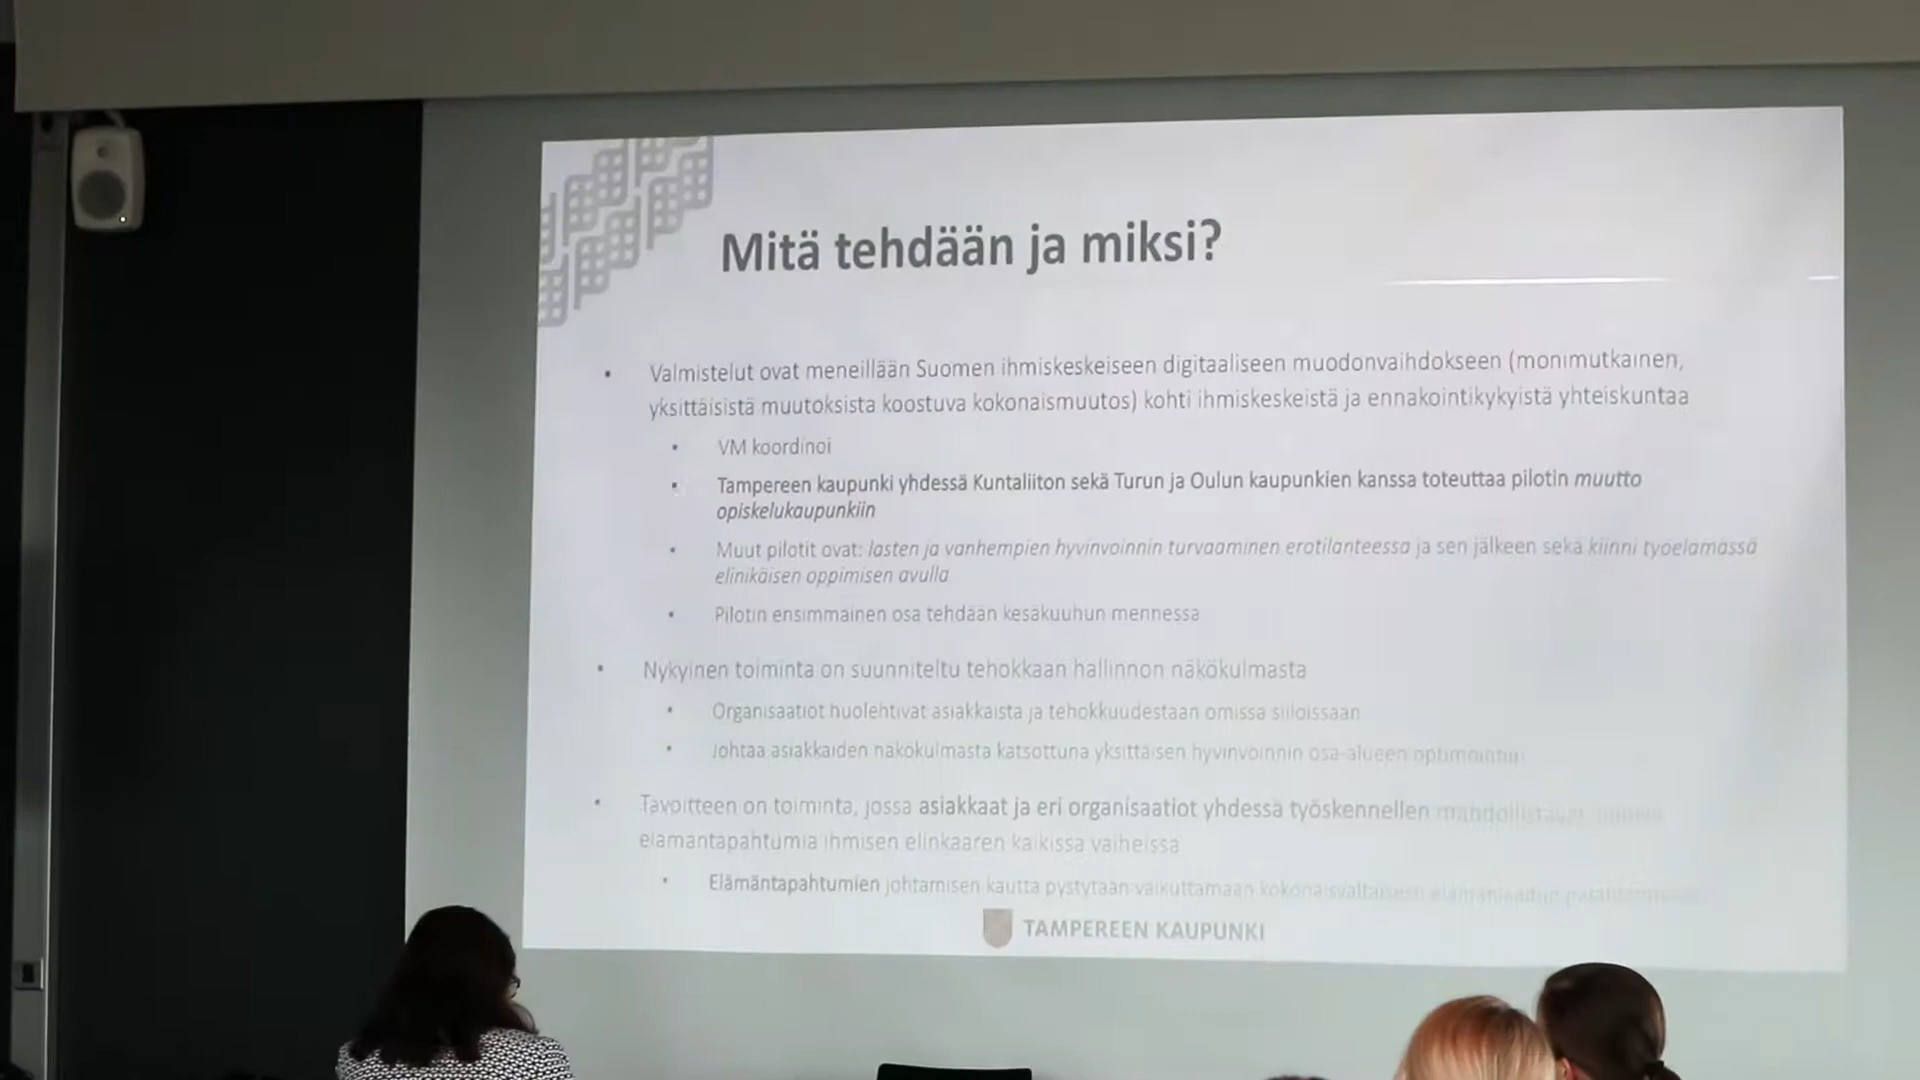 Mitä tehdään ja miksi?
• Valmistelut ovat meneillään Suomen ihmiskeskeiseen digitaaliseen muodonvaihdokseen (monimutkainen,
yksittäisistä muutoksista koostuva kokonaismuutos) kohti ihmiskeskeistä ja ennakointikykyistä yhteiskuntaa
• VM koordinoi
• Tampereen kaupunki yhdessä Kuntaliiton sekä Turun ja Oulun kaupunkien kanssa toteuttaa pilotin muutto
opiskelukaupunkiin
• Muut pilotit ovat: lasten ja vanhempien hyvinvoinnin turvaaminen erotilanteessa ja sen jälkeen sekä kiinni työelämässä
elinikäisen oppimisen avulla
• Pilotin ensimmäinen osa tehdään kesäkuuhun mennessä
• Nykyinen toiminta on suunniteltu tehokkaan hallinnon näkökulmasta
• Organisaatiot huolehtivat asiakkaista ja tehokkuudestaan omissa siiloissaan
• Johtaa asiakkaiden näkökulmasta katsottuna yksittäisen hyvinvoinnin osa-alueen optimointiin
• Tavoitteen on toiminta, jossa asiakkaat ja eri organisaatiot yhdessä työskennellen mahdollistavat
elämäntapahtumia ihmisen elinkaaren kaikissa vaiheissa
• Elämäntapahtumien johtamisen kautta pystytään vaikuttamaan kokonaisvaltaisesti
TAMPEREEN KAUPUNKI